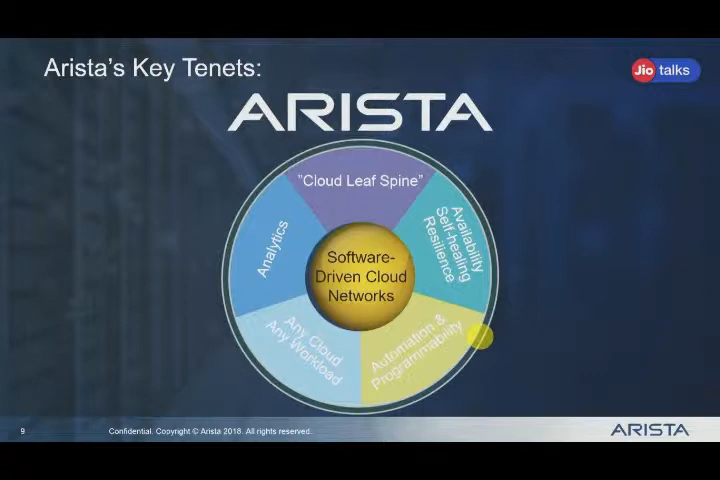 Arista's Key Tenets:
Jio talks
ARISTA
"Cloud Leaf Spine"
Availability
Self-healing
Resilience
Analytics
Software-
Driven Cloud
Networks
Any Cloud
Any Workload
Automation &
Programmability
9
Confidential. Copyright © Arista 2018. All rights reserved.
ARISTA